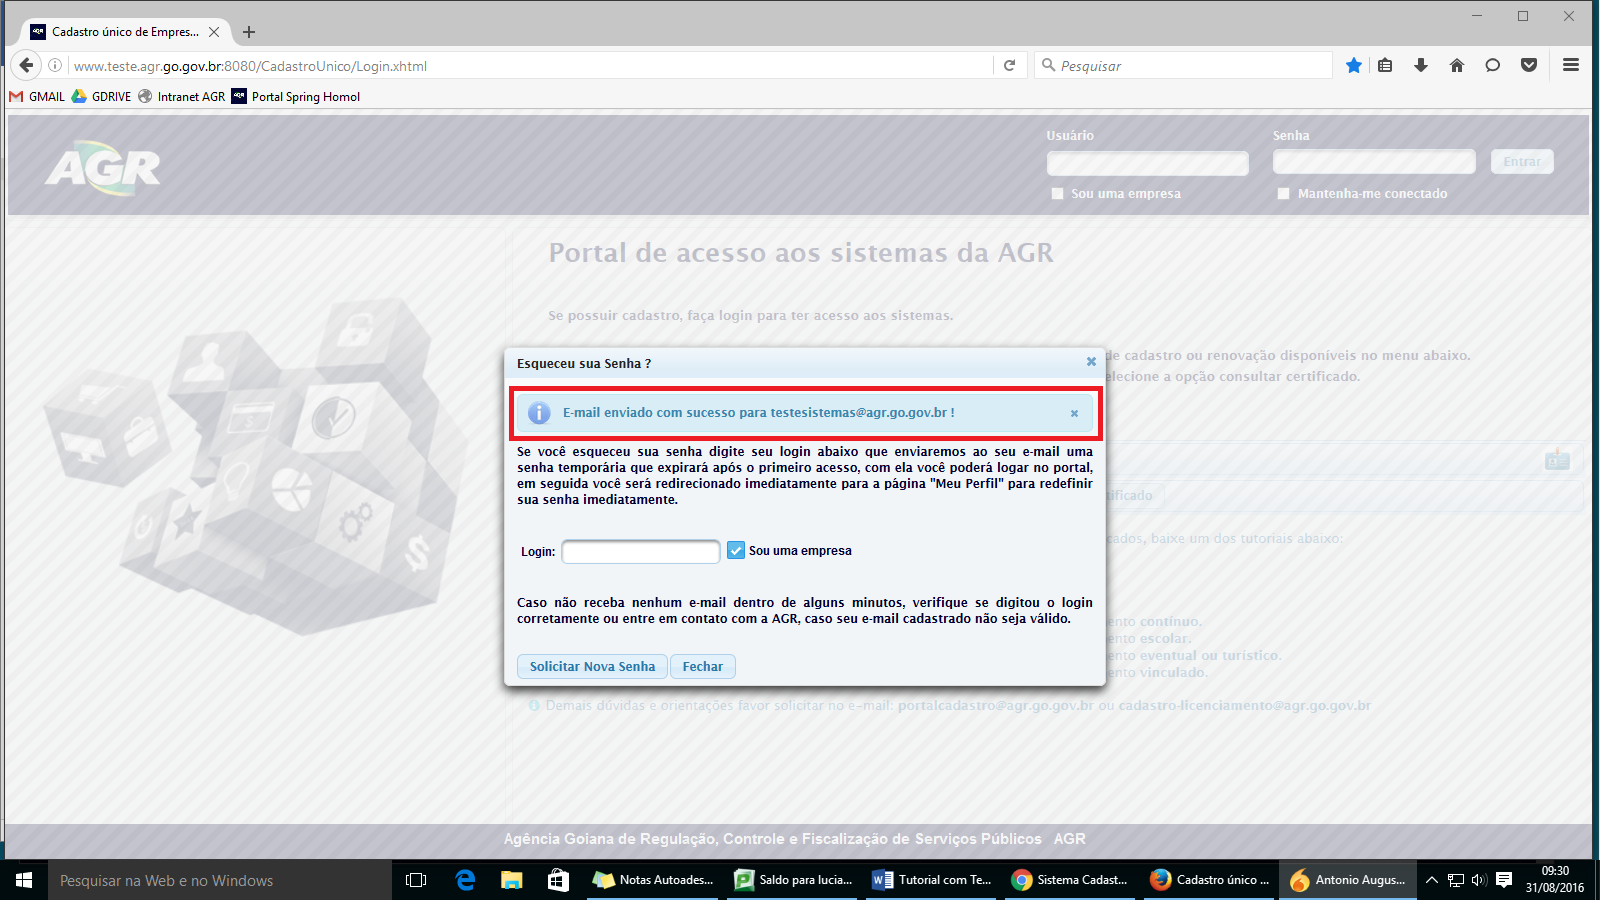 Cadastro único de Empres...
www.teste.agr.go.gov.br:8080/CadastroUnico/Login.xhtml
Pesquisar
GMAIL GDRIVE Intranet AGR Portal Spring Homol
AGR
Usuário Senha
Entrar
Sou uma empresa Mantenha-me conectado
Portal de acesso aos sistemas da AGR
Se possuir cadastro, faça login para ter acesso aos sistemas.
de cadastro ou renovação disponíveis no menu abaixo.
elecione a opção consultar certificado.
Esqueceu sua Senha ?
E-mail enviado com sucesso para testesistemas@agr.go.gov.br !
Se você esqueceu sua senha digite seu login abaixo que enviaremos ao seu e-mail uma
senha temporária que expirará após o primeiro acesso, com ela você poderá logar no portal,
em seguida você será redirecionado imediatamente para a página "Meu Perfil" para redefinir
sua senha imediatamente.
tificado
cados, baixe um dos tutoriais abaixo:
Login: Sou uma empresa
Caso não receba nenhum e-mail dentro de alguns minutos, verifique se digitou o login
corretamente ou entre em contato com a AGR, caso seu e-mail cadastrado não seja válido.
ento contínuo.
ento escolar.
ento eventual ou turístico.
ento vinculado.
Solicitar Nova Senha Fechar
Demais dúvidas e orientações favor solicitar no e-mail: portalcadastro@agr.go.gov.br ou cadastro-licenciamento@agr.go.gov.br
Agência Goiana de Regulação, Controle e Fiscalização de Serviços Públicos AGR
Pesquisar na Web e no Windows
Notas Autoades... Saldo para lucia... Tutorial com Te... Sistema Cadast... Cadastro único ... Antonio Augus...
09:30
31/08/2016